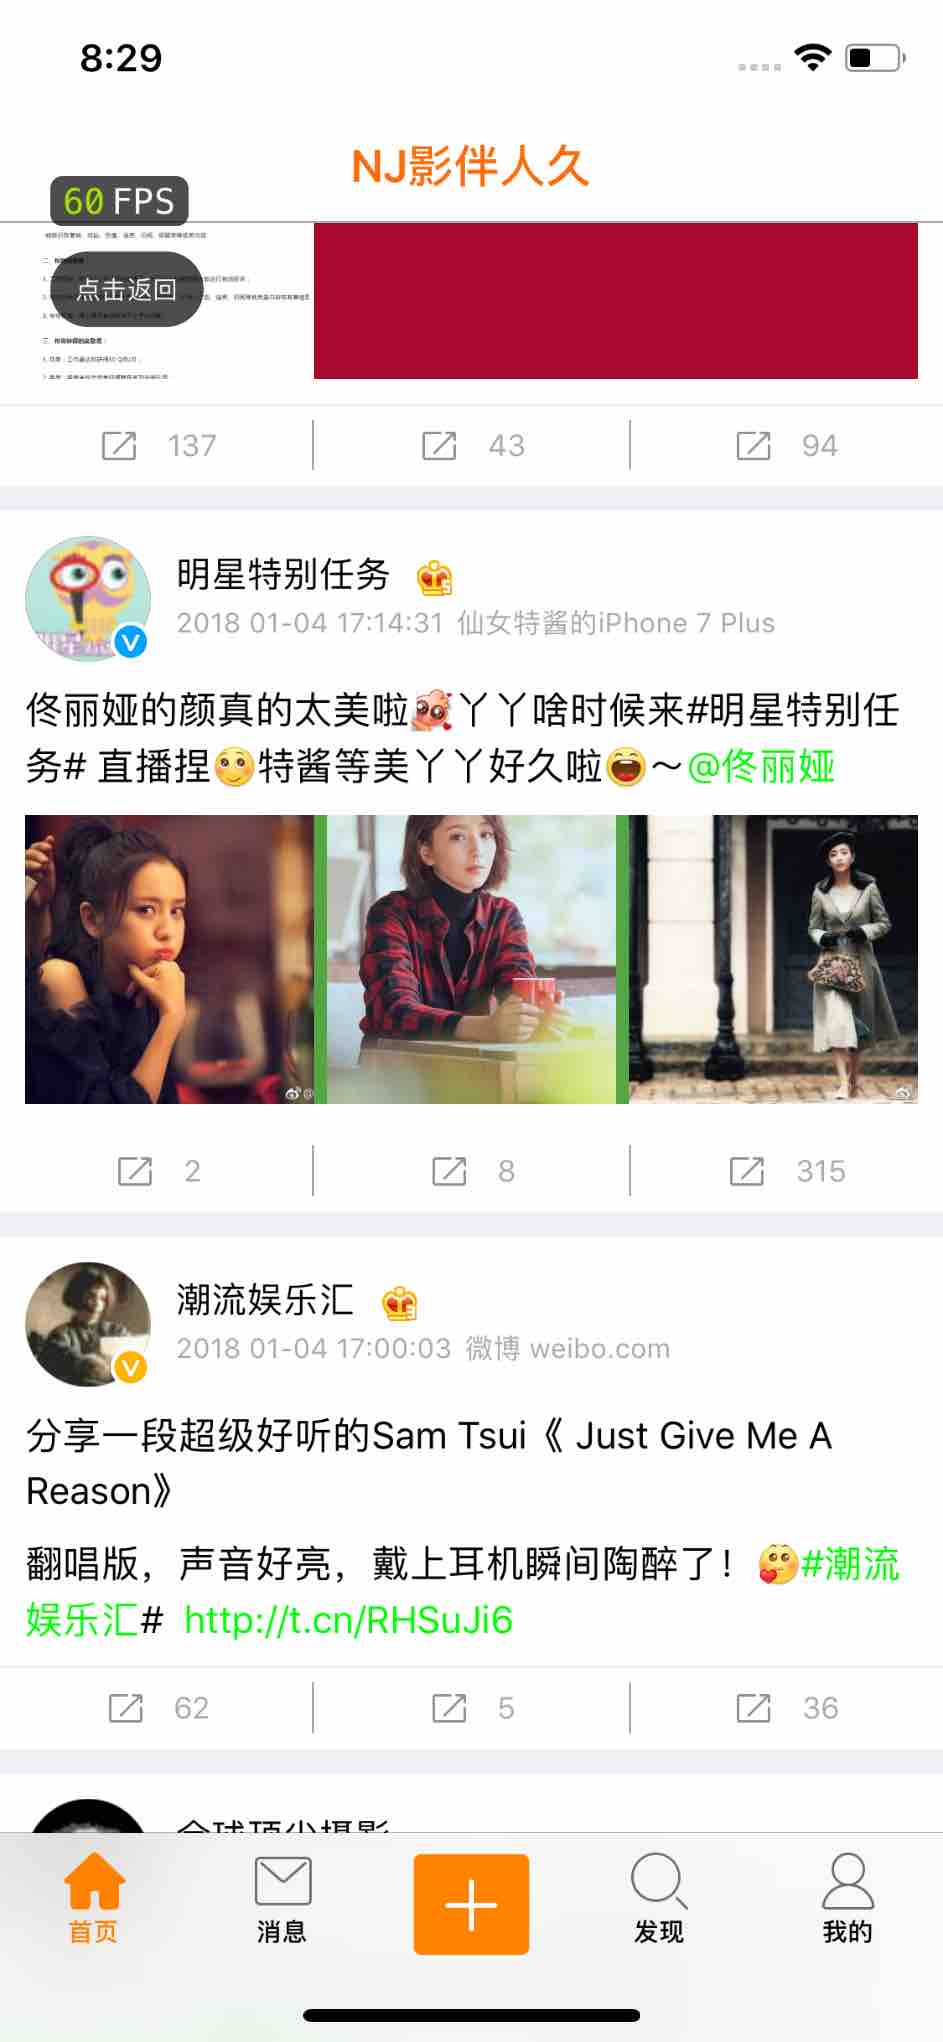 8:29
NJ影伴人久
60 FPS
点击返回
137
43
94
明星特别任务
2018 01-04 17:14:31 仙女特酱的iPhone 7 Plus
佟丽娅的颜真的太美啦丫丫啥时候来#明星特别任
务# 直播捏特酱等美丫丫好久啦～@佟丽娅
2
8
315
潮流娱乐汇
2018 01-04 17:00:03 微博 weibo.com
分享一段超级好听的Sam Tsui《 Just Give Me A
Reason》
翻唱版，声音好亮，戴上耳机瞬间陶醉了！#潮流
娱乐汇# http://t.cn/RHSuJi6
62
5
36
全球顶尖摄影
首页
消息
发现
我的